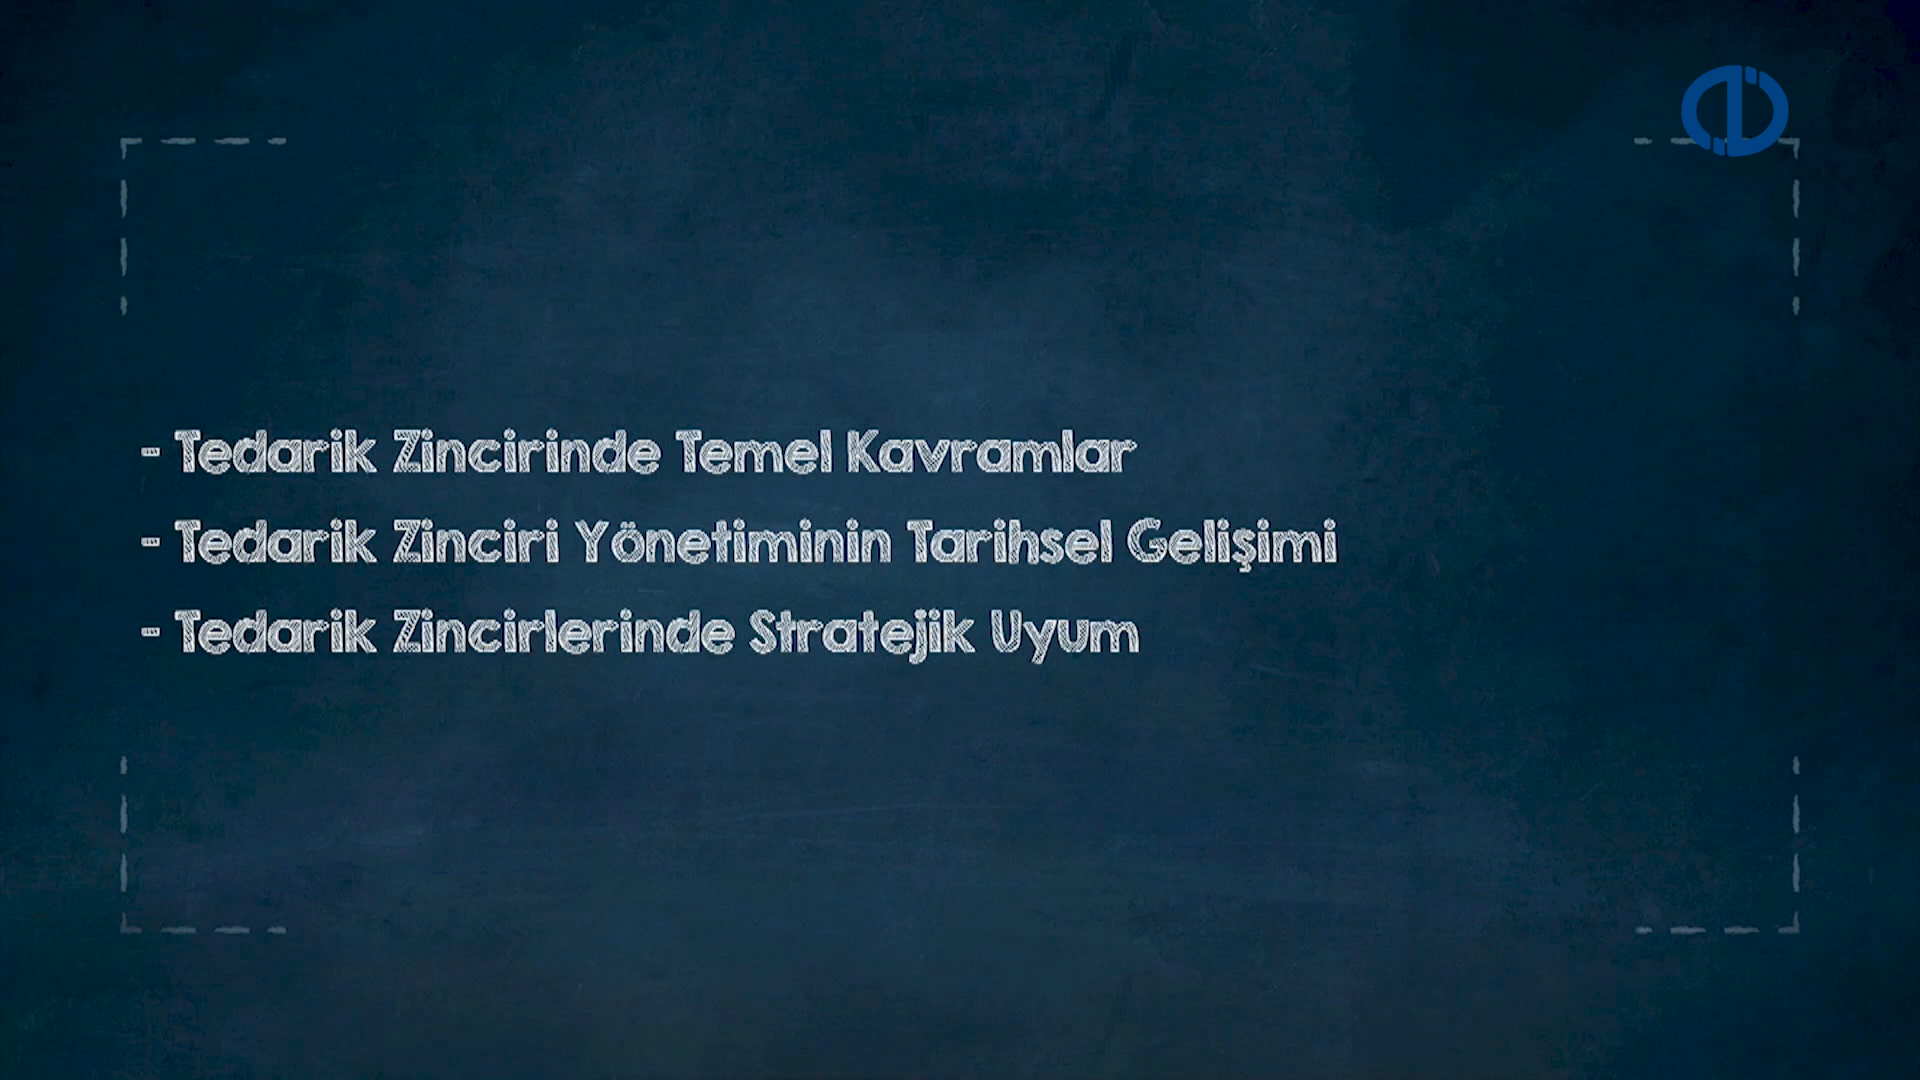 - Tedarik Zincirinde Temel Kavramlar
- Tedarik Zinciri Yönetiminin Tarihsel Gelişimi
- Tedarik Zincirlerinde Stratejik Uyum